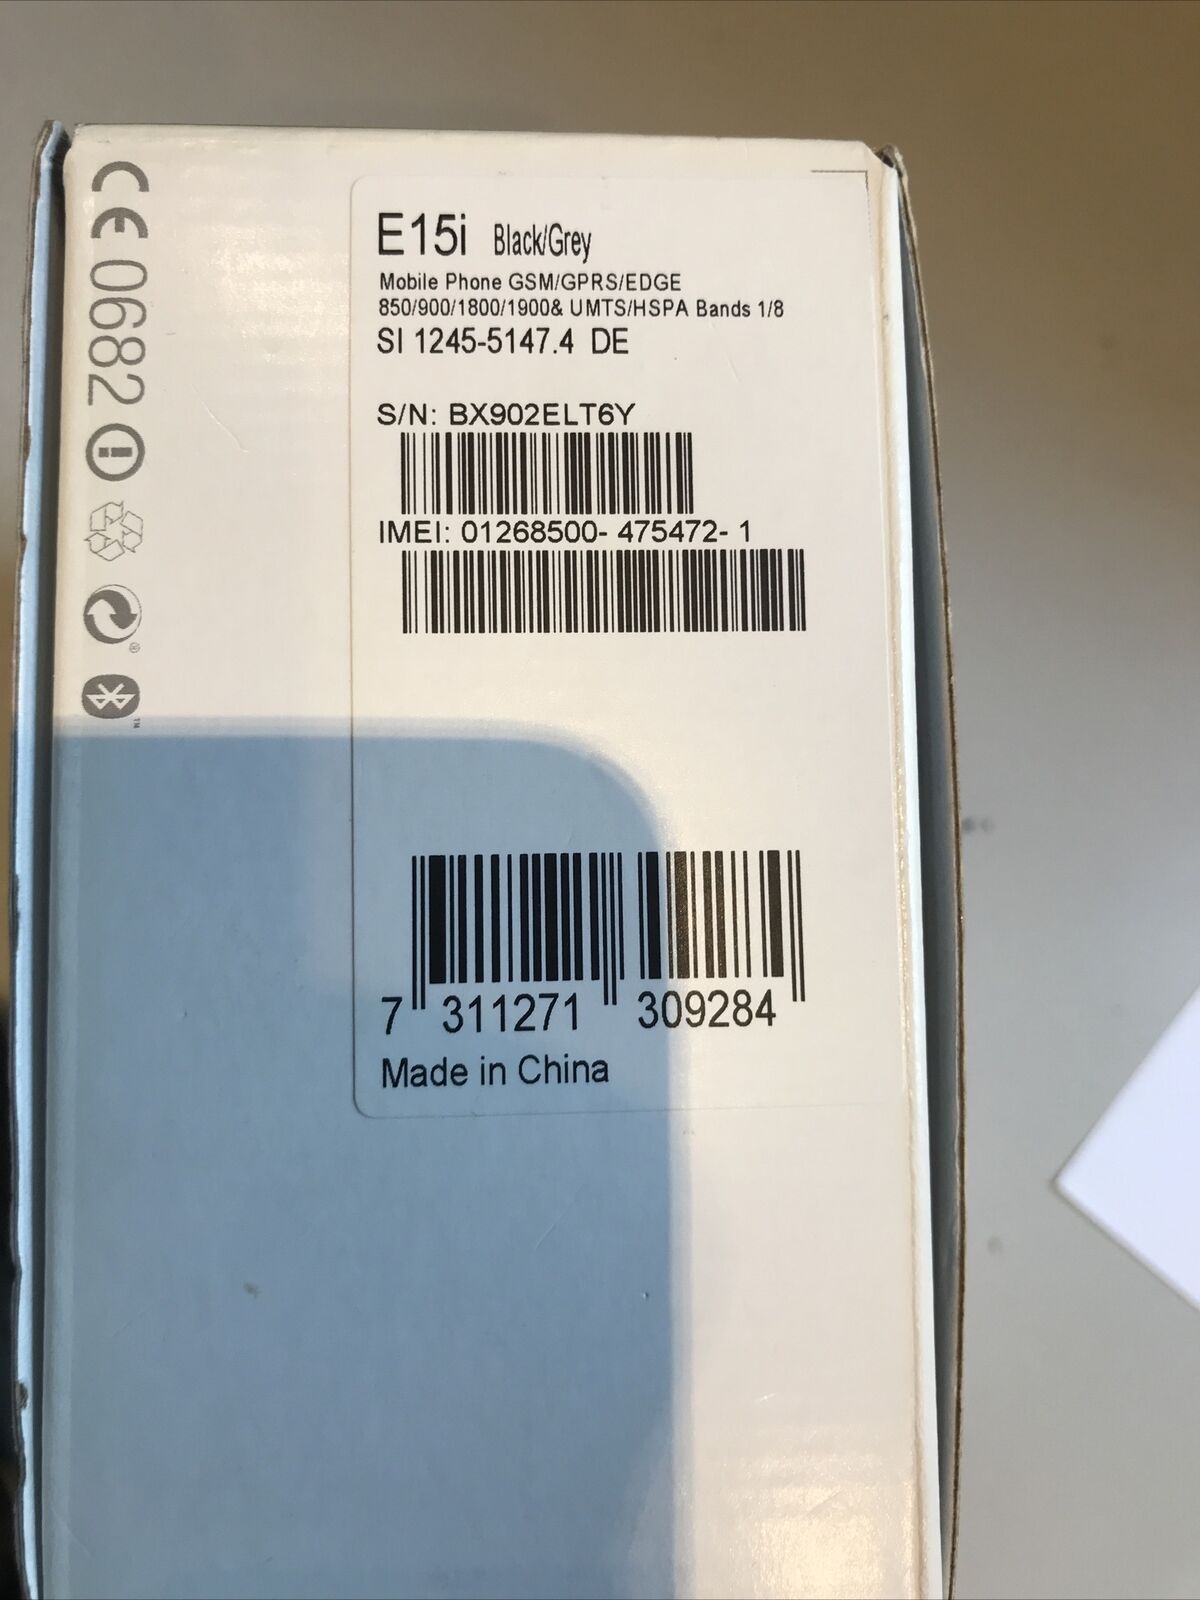 CE 0682
E15i Black/Grey
Mobile Phone GSM/GPRS/EDGE
850/900/1800/1900& UMTS/HSPA Bands 1/8
SI 1245-5147.4 DE
S/N: BX902ELT6Y
IMEI: 01268500- 475472- 1
7 311271 309284
Made in China